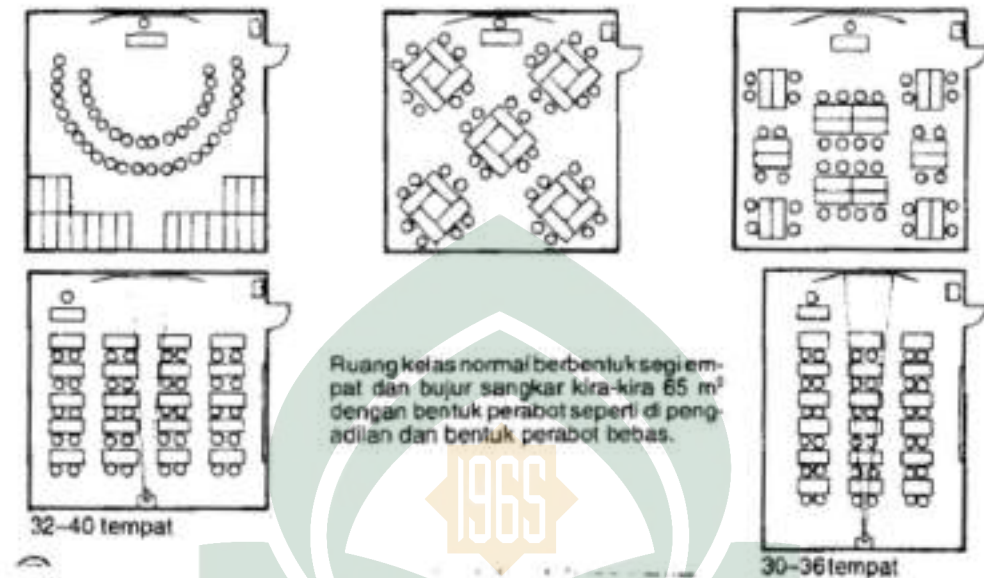 Ruang kelas normal berbentuk segi em-
pat dan bujur sangkar kira-kira 65 m²
dengan bentuk perabot seperti di peng-
adilan dan bentuk perabot bebas.
1965
32–40 tempat
30–36tempat